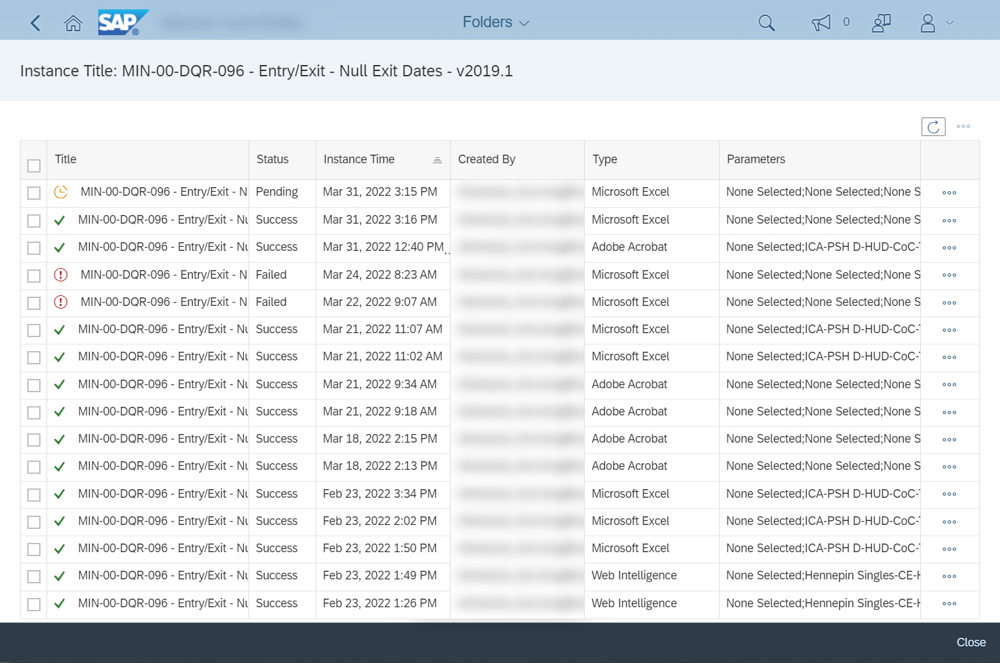 SAP®
Folders
0
Instance Title: MIN-00-DQR-096 - Entry/Exit - Null Exit Dates - v2019.1
Title Status Instance Time Created By Type Parameters
MIN-00-DQR-096 - Entry/Exit - N Pending Mar 31, 2022 3:15 PM Microsoft Excel None Selected;None Selected;None S
MIN-00-DQR-096 - Entry/Exit - Nu Success Mar 31, 2022 3:16 PM Microsoft Excel None Selected;None Selected;None S
MIN-00-DQR-096 - Entry/Exit - Nu Success Mar 31, 2022 12:40 PM.. Adobe Acrobat None Selected;ICA-PSH D-HUD-CoC-T
MIN-00-DQR-096 - Entry/Exit - N Failed Mar 24, 2022 8:23 AM Microsoft Excel None Selected;None Selected;None S
MIN-00-DQR-096 - Entry/Exit - N Failed Mar 22, 2022 9:07 AM Microsoft Excel None Selected;None Selected;None S
MIN-00-DQR-096 - Entry/Exit - Nu Success Mar 21, 2022 11:07 AM Microsoft Excel None Selected;ICA-PSH D-HUD-CoC-T
MIN-00-DQR-096 - Entry/Exit - Nu Success Mar 21, 2022 11:02 AM Microsoft Excel None Selected;ICA-PSH D-HUD-CoC-T
MIN-00-DQR-096 - Entry/Exit - Nu Success Mar 21, 2022 9:34 AM Adobe Acrobat None Selected;None Selected;None S
MIN-00-DQR-096 - Entry/Exit - Nu Success Mar 21, 2022 9:18 AM Adobe Acrobat None Selected;None Selected;None S
MIN-00-DQR-096 - Entry/Exit - Nu Success Mar 18, 2022 2:15 PM Adobe Acrobat None Selected;None Selected;None S
MIN-00-DQR-096 - Entry/Exit - Nu Success Mar 18, 2022 2:13 PM Adobe Acrobat None Selected;None Selected;None S
MIN-00-DQR-096 - Entry/Exit - Nu Success Feb 23, 2022 3:34 PM Microsoft Excel None Selected;ICA-PSH D-HUD-CoC-T
MIN-00-DQR-096 - Entry/Exit - Nu Success Feb 23, 2022 2:02 PM Microsoft Excel None Selected;ICA-PSH D-HUD-CoC-T
MIN-00-DQR-096 - Entry/Exit - Nu Success Feb 23, 2022 1:50 PM Microsoft Excel None Selected;ICA-PSH D-HUD-CoC-T
MIN-00-DQR-096 - Entry/Exit - Nu Success Feb 23, 2022 1:49 PM Web Intelligence None Selected;Hennepin Singles-CE-H
MIN-00-DQR-096 - Entry/Exit - Nu Success Feb 23, 2022 1:26 PM Web Intelligence None Selected;Hennepin Singles-CE-H
Close